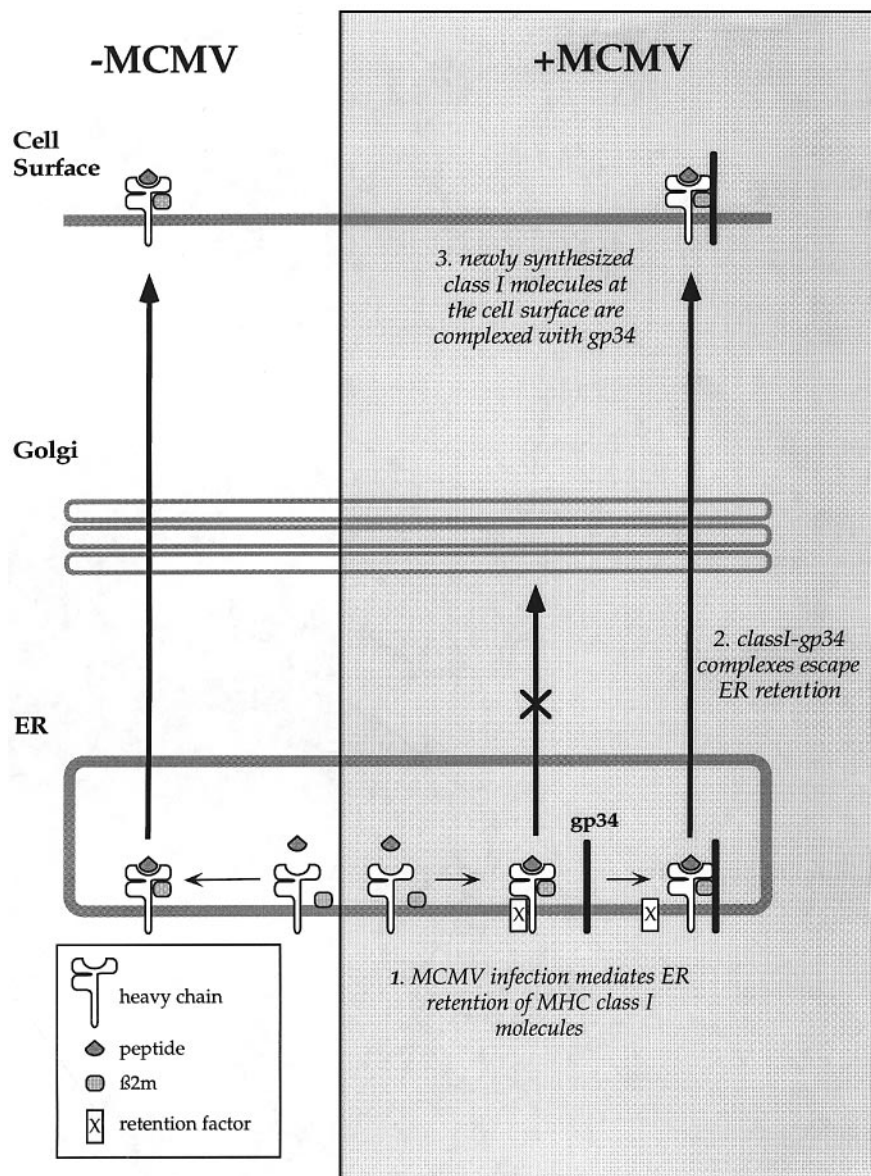 -MCMV
+MCMV
Cell
Surface
3. newly synthesized
class I molecules at
the cell surface are
complexed with gp34
Golgi
2. classI-gp34
complexes escape
ER retention
ER
gp34
X
X
1. MCMV infection mediates ER
retention of MHC class I
molecules
heavy chain
peptide
ß2m
X
retention factor